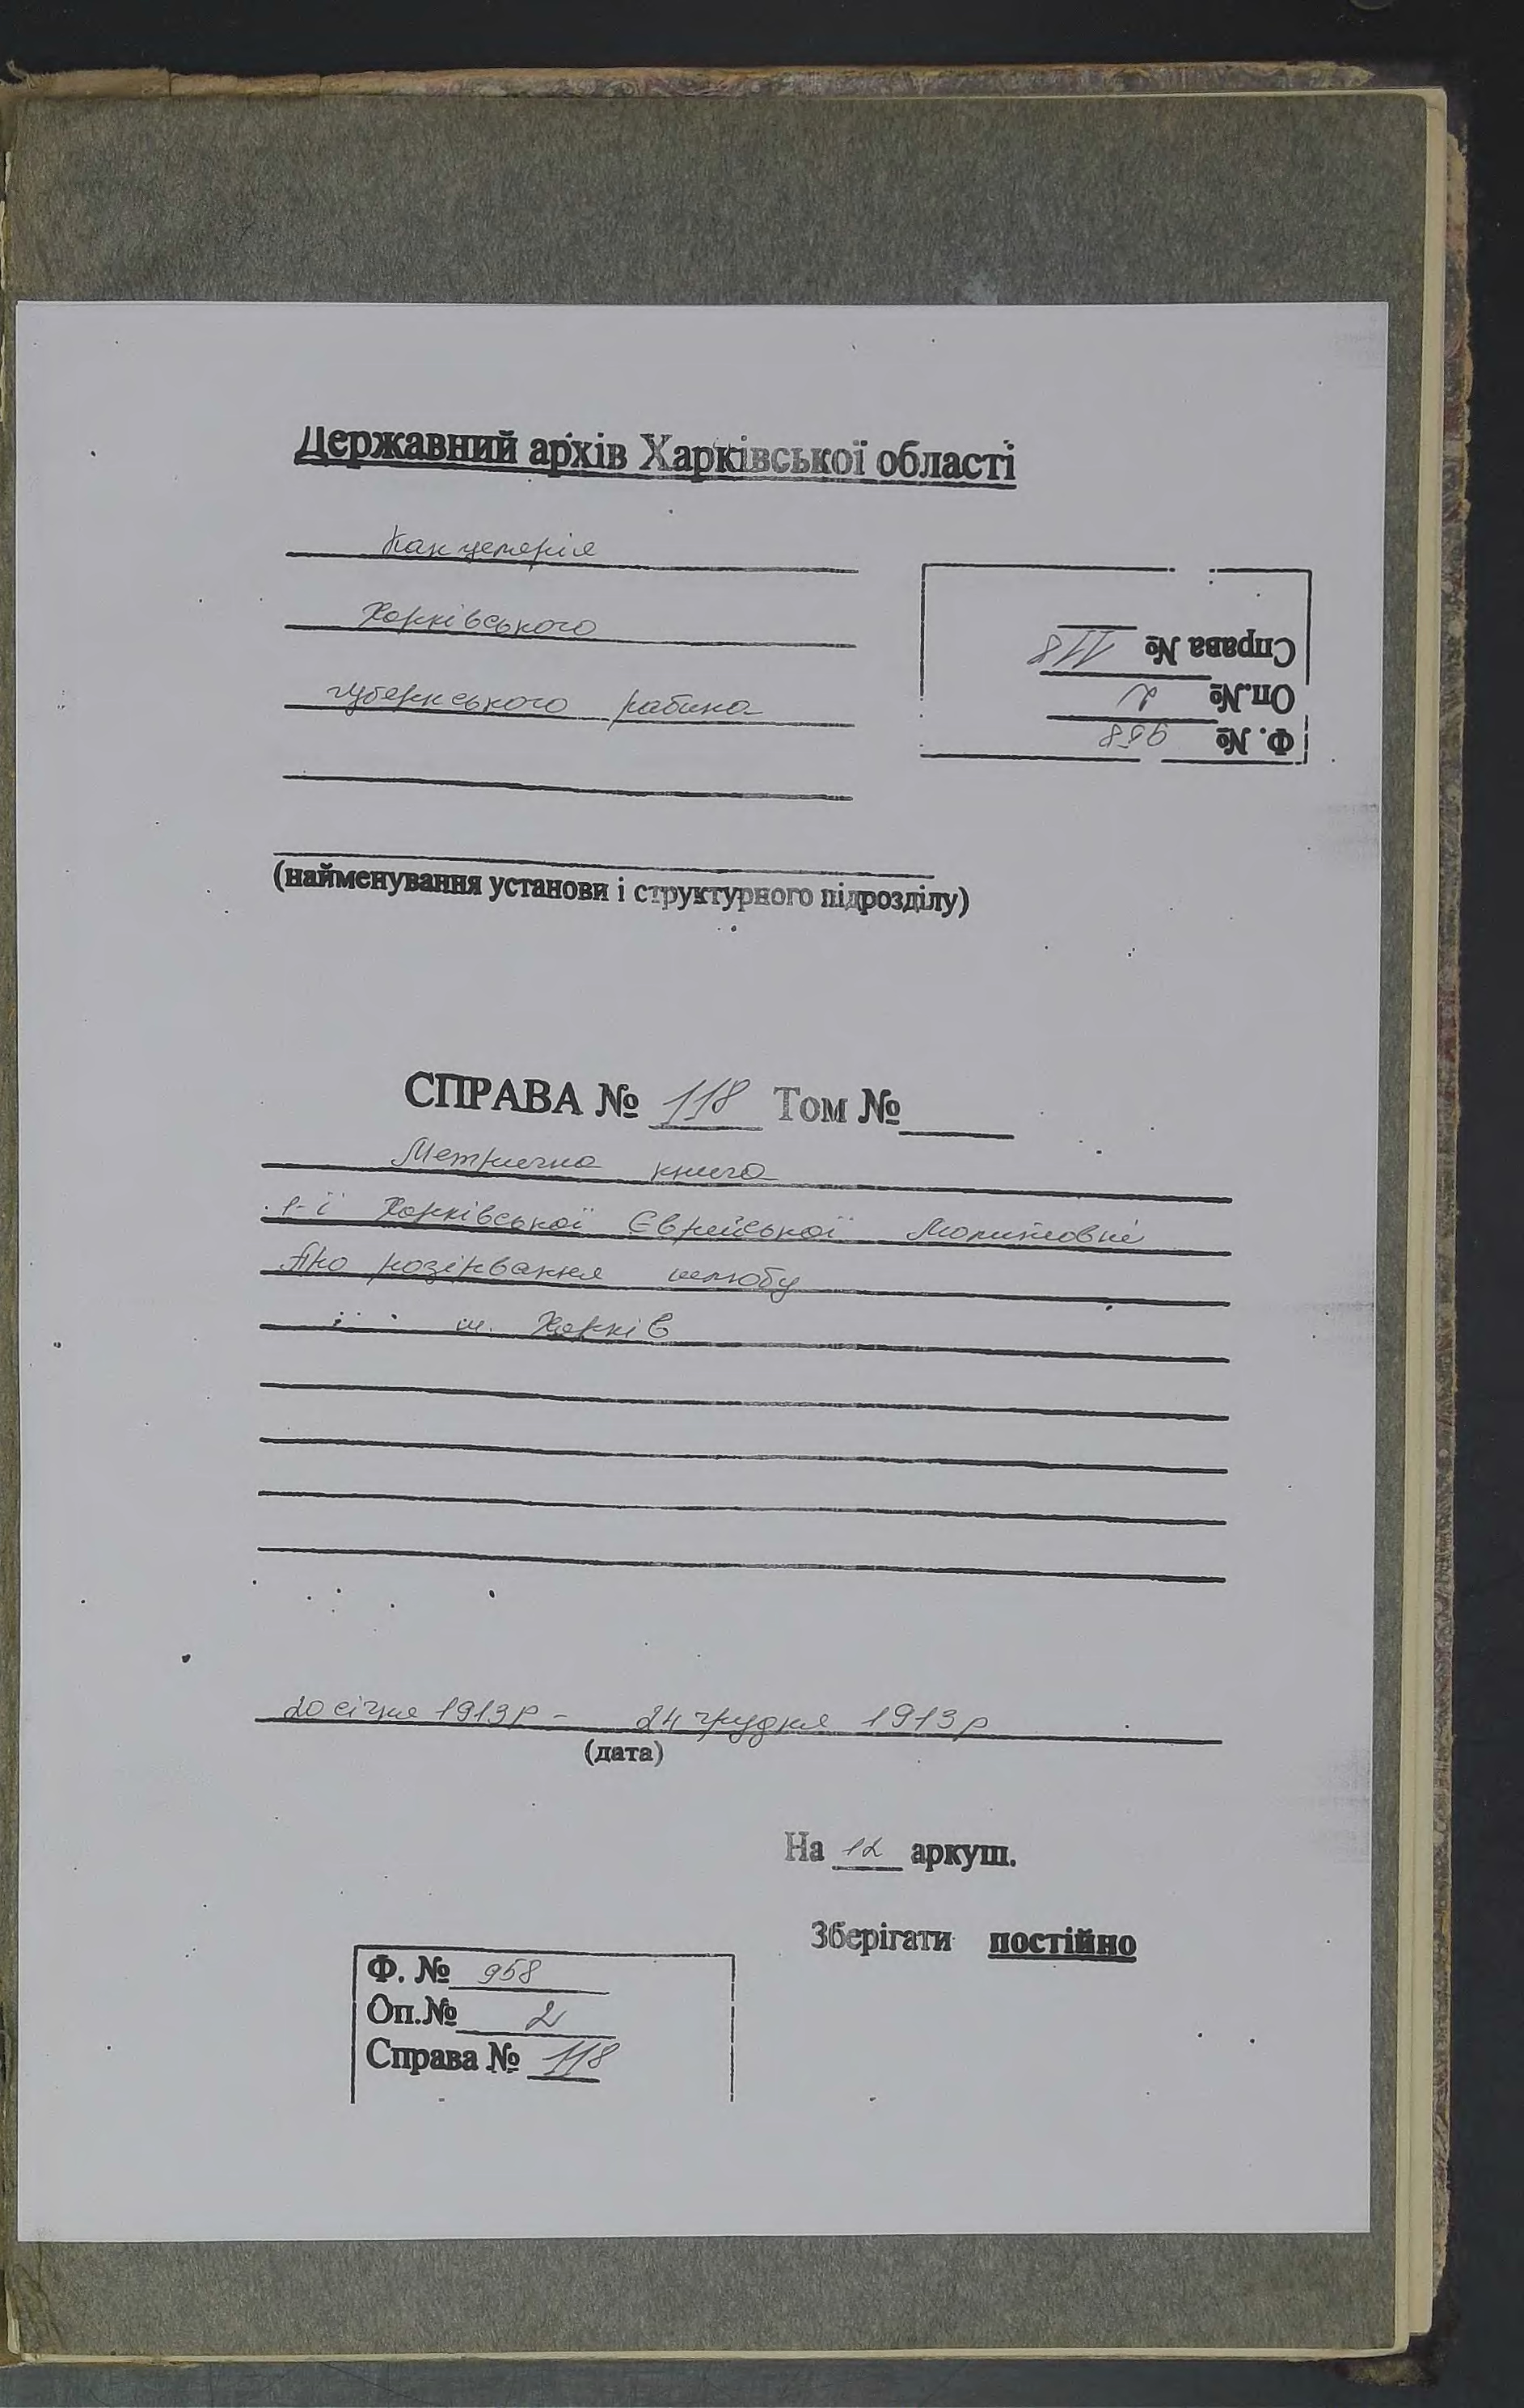 Державний архів Харківської області
Канцелярія
Харківського
губернського рабина
Справа № 118
Оп.№ 2
Ф. № 958
(найменування установи і структурного підрозділу)
СПРАВА № 118 Том №
Метрична книга
1-ї Харківської Єврейської Молитовні
Про розірвання шлюбу
м. Харків
20 січня 1913 р - 24 грудня 1913 р
(дата)
На 12 аркуш.
Зберігати постійно
Ф. № 958
Оп.№ 2
Справа № 118